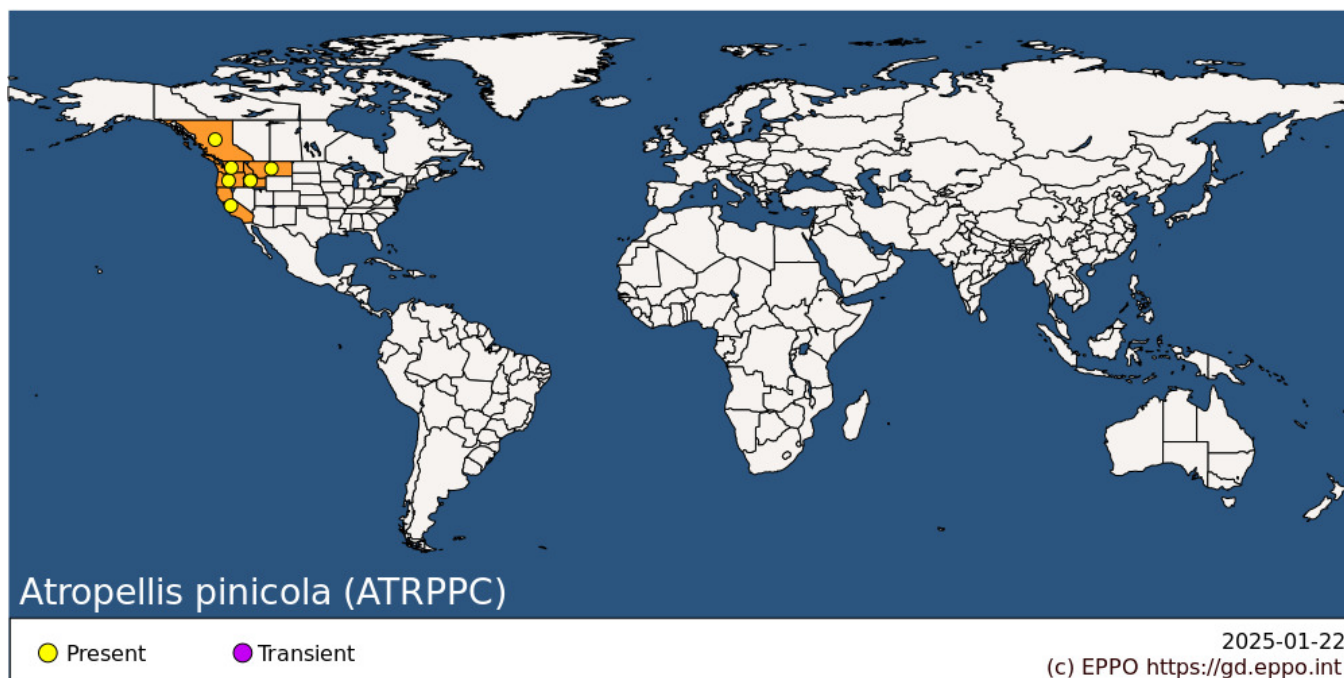 Atropellis pinicola (ATRPPC)
Present
Transient
2025-01-22
(c) EPPO https://gd.eppo.int